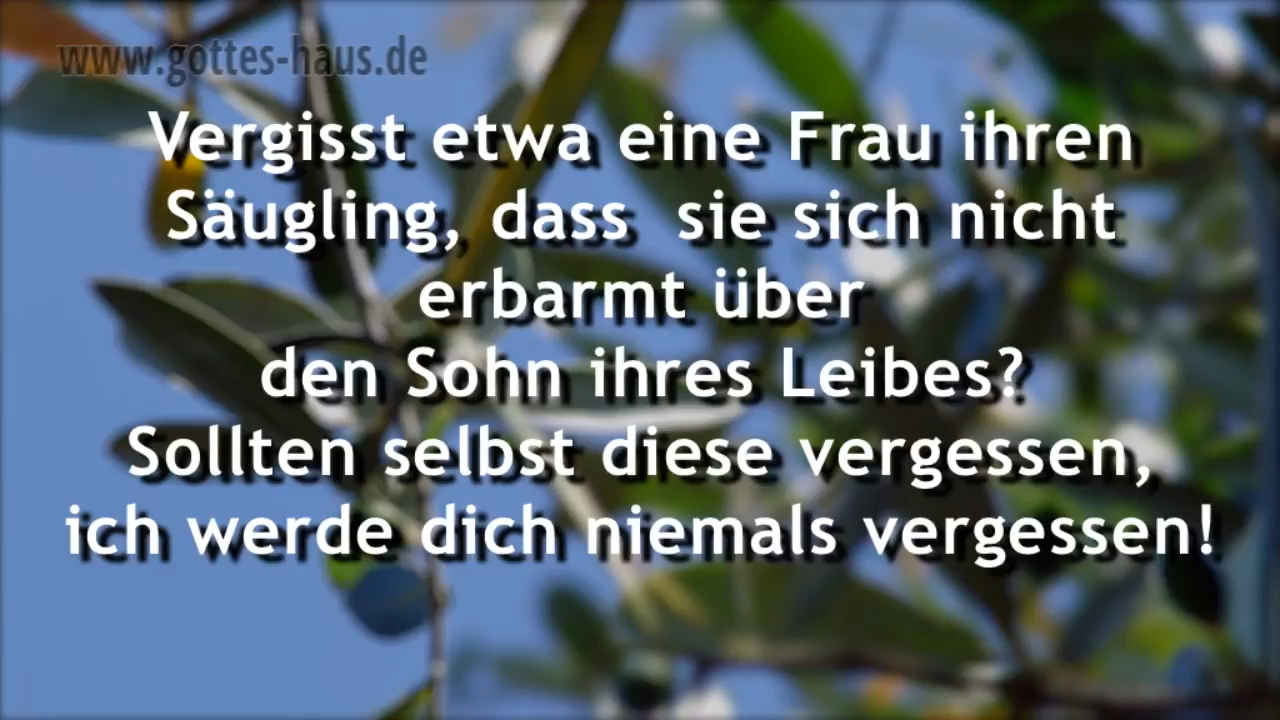 www.gottes-haus.de
Vergisst etwa eine Frau ihren
Säugling, dass sie sich nicht
erbarmt über
den Sohn ihres Leibes?
Sollten selbst diese vergessen,
ich werde dich niemals vergessen!